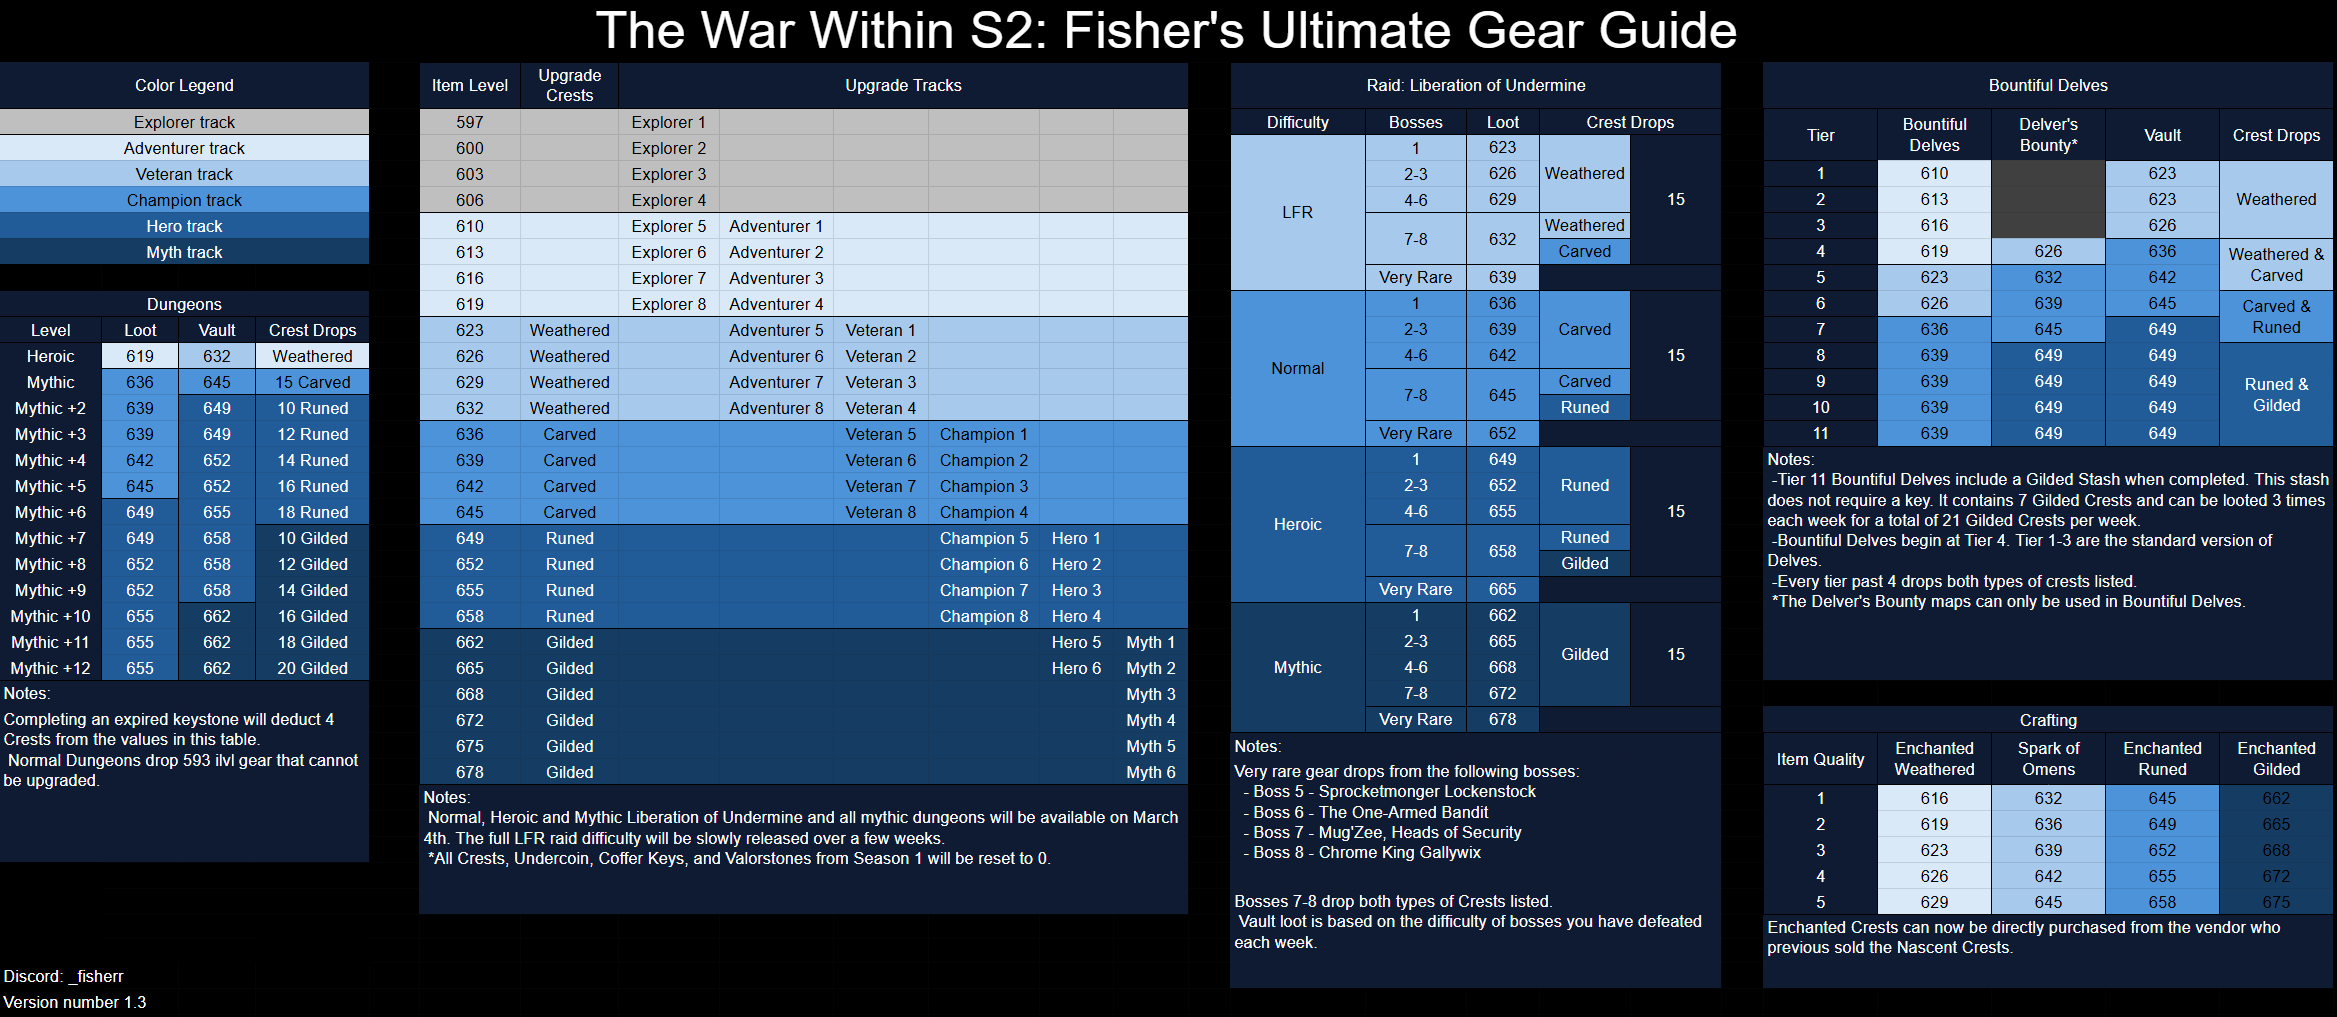 The War Within S2: Fisher's Ultimate Gear Guide
Color Legend
Explorer track
Adventurer track
Veteran track
Champion track
Hero track
Myth track
Dungeons
Level Loot Vault Crest Drops
Heroic 619 632 Weathered
Mythic 636 645 15 Carved
Mythic +2 639 649 10 Runed
Mythic +3 639 649 12 Runed
Mythic +4 642 652 14 Runed
Mythic +5 645 652 16 Runed
Mythic +6 649 655 18 Runed
Mythic +7 649 658 10 Gilded
Mythic +8 652 658 12 Gilded
Mythic +9 652 658 14 Gilded
Mythic +10 655 662 16 Gilded
Mythic +11 655 662 18 Gilded
Mythic +12 655 662 20 Gilded
Notes:
Completing an expired keystone will deduct 4
Crests from the values in this table.
Normal Dungeons drop 593 ilvl gear that cannot
be upgraded.
Discord: _fisherr
Version number 1.3
Item Level Upgrade Crests Upgrade Tracks
597 Explorer 1
600 Explorer 2
603 Explorer 3
606 Explorer 4
610 Explorer 5 Adventurer 1
613 Explorer 6 Adventurer 2
616 Explorer 7 Adventurer 3
619 Explorer 8 Adventurer 4
623 Weathered Adventurer 5 Veteran 1
626 Weathered Adventurer 6 Veteran 2
629 Weathered Adventurer 7 Veteran 3
632 Weathered Adventurer 8 Veteran 4
636 Carved Veteran 5 Champion 1
639 Carved Veteran 6 Champion 2
642 Carved Veteran 7 Champion 3
645 Carved Veteran 8 Champion 4
649 Runed Champion 5 Hero 1
652 Runed Champion 6 Hero 2
655 Runed Champion 7 Hero 3
658 Runed Champion 8 Hero 4
662 Gilded Hero 5 Myth 1
665 Gilded Hero 6 Myth 2
668 Gilded Myth 3
672 Gilded Myth 4
675 Gilded Myth 5
678 Gilded Myth 6
Notes:
Normal, Heroic and Mythic Liberation of Undermine and all mythic dungeons will be available on March
4th. The full LFR raid difficulty will be slowly released over a few weeks.
*All Crests, Undercoin, Coffer Keys, and Valorstones from Season 1 will be reset to 0.
Raid: Liberation of Undermine
Difficulty Bosses Loot Crest Drops
LFR
1 623
2-3 626 Weathered
4-6 629 15
7-8 632 Weathered
Carved
Very Rare 639
Normal
1 636
2-3 639 Carved
4-6 642 15
7-8 645 Carved
Runed
Very Rare 652
Heroic
1 649
2-3 652 Runed
4-6 655 15
7-8 658 Runed
Gilded
Very Rare 665
Mythic
1 662
2-3 665 Gilded 15
4-6 668
7-8 672
Very Rare 678
Notes:
Very rare gear drops from the following bosses:
- Boss 5 - Sprocketmonger Lockenstock
- Boss 6 - The One-Armed Bandit
- Boss 7 - Mug'Zee, Heads of Security
- Boss 8 - Chrome King Gallywix
Bosses 7-8 drop both types of Crests listed.
Vault loot is based on the difficulty of bosses you have defeated
each week.
Bountiful Delves
Tier Bountiful Delves Delver's Bounty* Vault Crest Drops
1 610 623
2 613 623 Weathered
3 616 626
4 619 626 636 Weathered &
5 623 632 642 Carved
6 626 639 645 Carved &
7 636 645 649 Runed
8 639 649 649
9 639 649 649 Runed &
10 639 649 649 Gilded
11 639 649 649
Notes:
-Tier 11 Bountiful Delves include a Gilded Stash when completed. This stash
does not require a key. It contains 7 Gilded Crests and can be looted 3 times
each week for a total of 21 Gilded Crests per week.
-Bountiful Delves begin at Tier 4. Tier 1-3 are the standard version of
Delves.
-Every tier past 4 drops both types of crests listed.
*The Delver's Bounty maps can only be used in Bountiful Delves.
Crafting
Item Quality Enchanted Weathered Spark of Omens Enchanted Runed Enchanted Gilded
1 616 632 645 662
2 619 636 649 665
3 623 639 652 668
4 626 642 655 672
5 629 645 658 675
Enchanted Crests can now be directly purchased from the vendor who
previous sold the Nascent Crests.